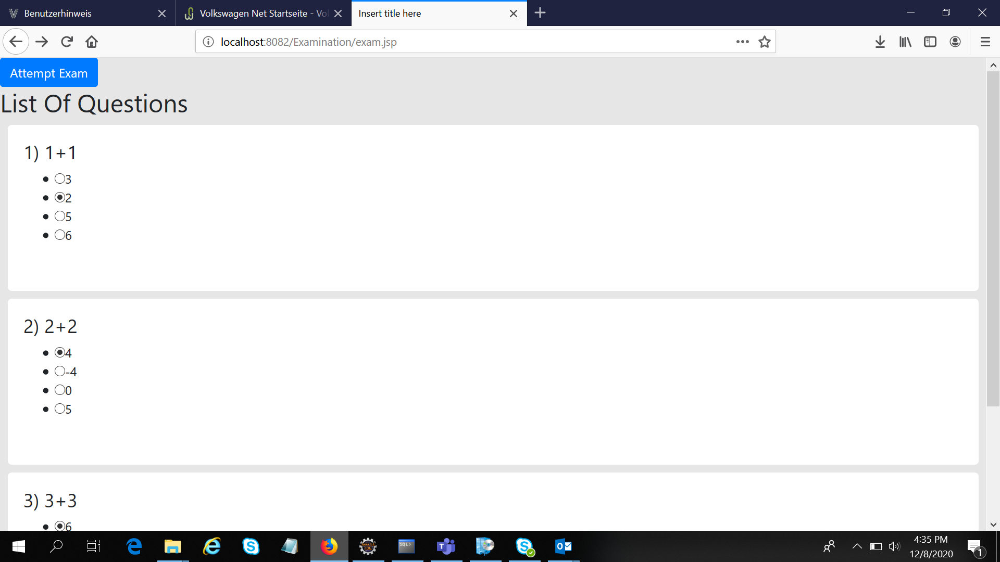 Benutzerhinweis
Volkswagen Net Startseite - Vol
Insert title here
localhost:8082/Examination/exam.jsp
Attempt Exam
List Of Questions
1) 1+1
3
2
5
6
2) 2+2
4
-4
0
5
3) 3+3
6
4:35 PM
12/8/2020
1